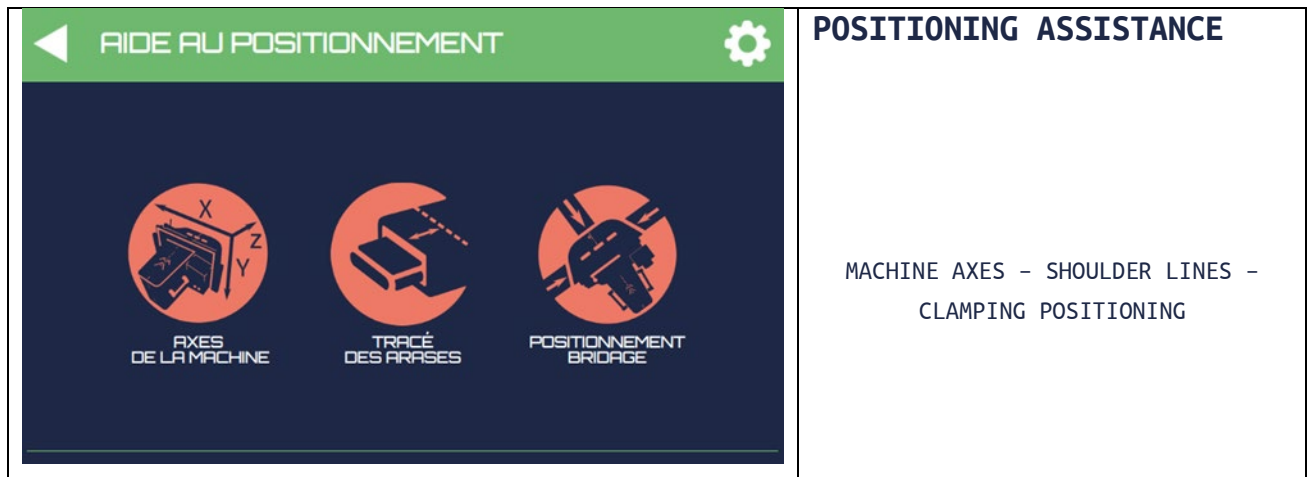 AIDE AU POSITIONNEMENT
X
Z
Y
AXES
DE LA MACHINE
TRACÉ
DES ARASES
POSITIONNEMENT
BRIDAGE
POSITIONING ASSISTANCE
MACHINE AXES – SHOULDER LINES –
CLAMPING POSITIONING